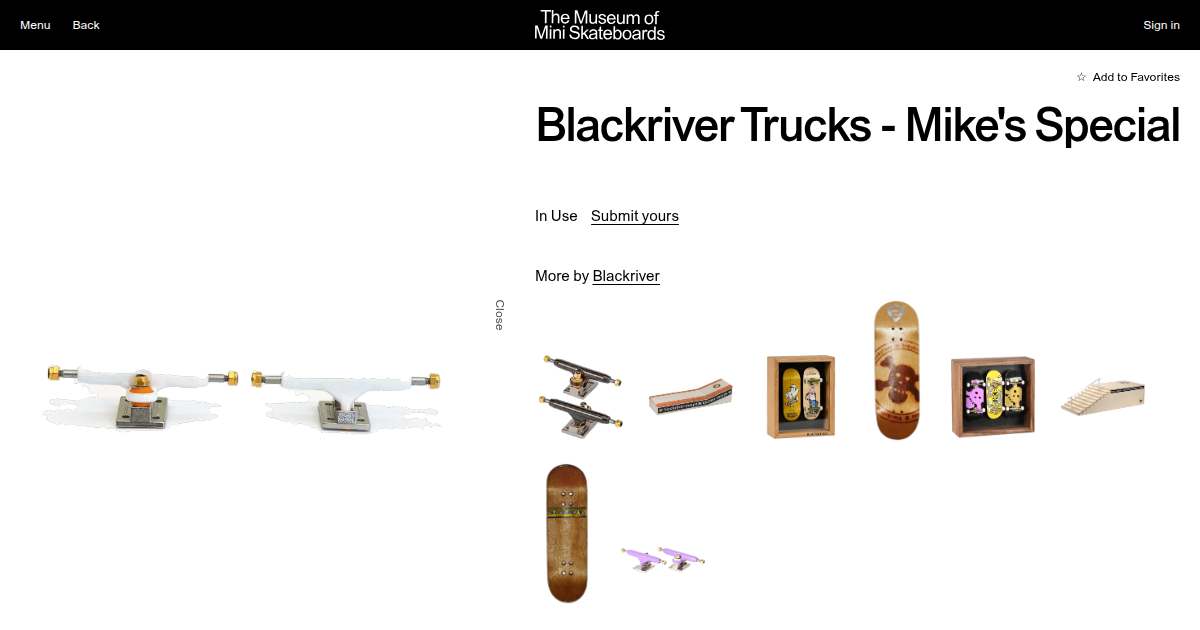 Menu
Back
The Museum of
Mini Skateboards
Sign in
☆ Add to Favorites
Blackriver Trucks - Mike's Special
In Use
Submit yours
More by Blackriver
Close